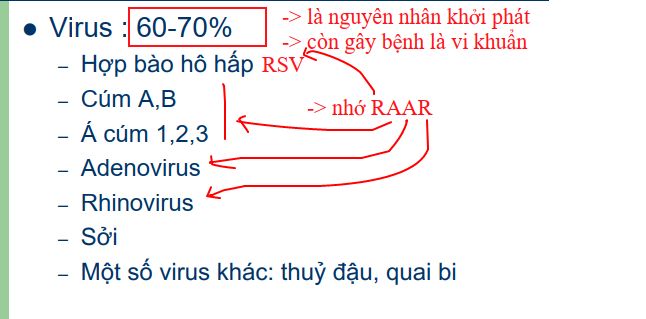 Virus : 60-70% -> là nguyên nhân khởi phát
-> còn gây bệnh là vi khuẩn
– Hợp bào hô hấp RSV
– Cúm A,B
-> nhớ RAAR
– Á cúm 1,2,3
– Adenovirus
– Rhinovirus
– Sởi
– Một số virus khác: thuỷ đậu, quai bi